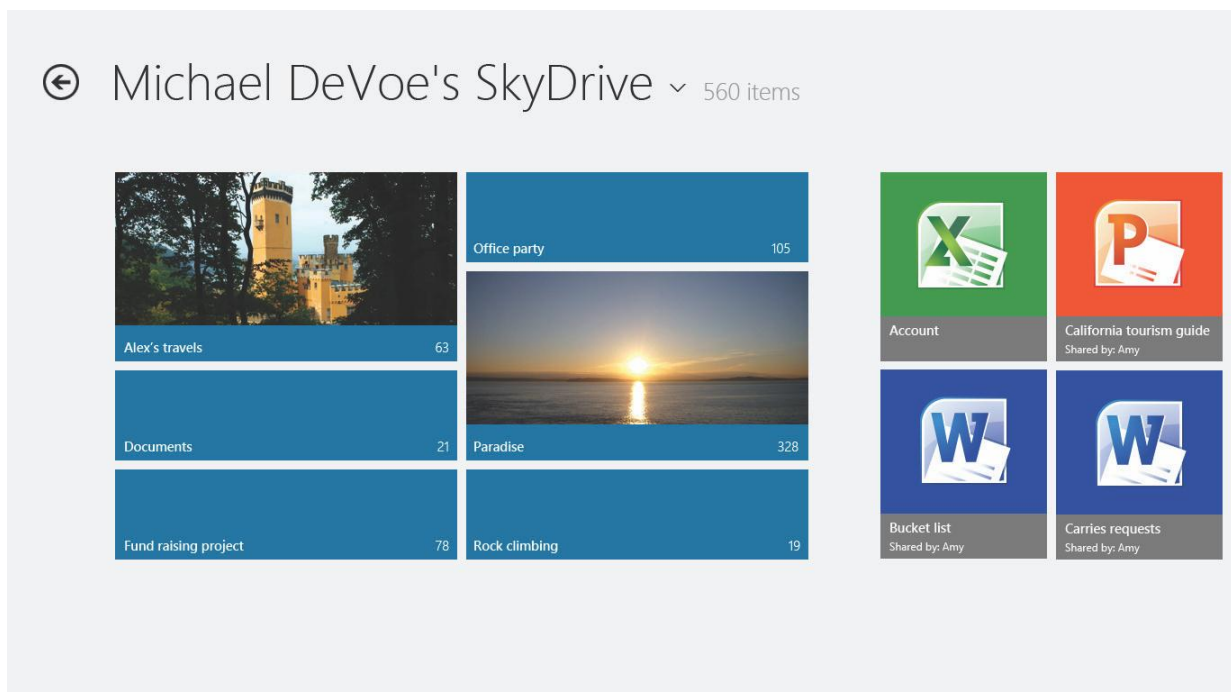 Michael DeVoe's SkyDrive 560 items
Alex's travels 63
Documents 21
Fund raising project 78
Office party 105
Paradise 328
Rock climbing 19
X
Account
P
California tourism guide
Shared by: Amy
W
Bucket list
Shared by: Amy
W
Carries requests
Shared by: Amy